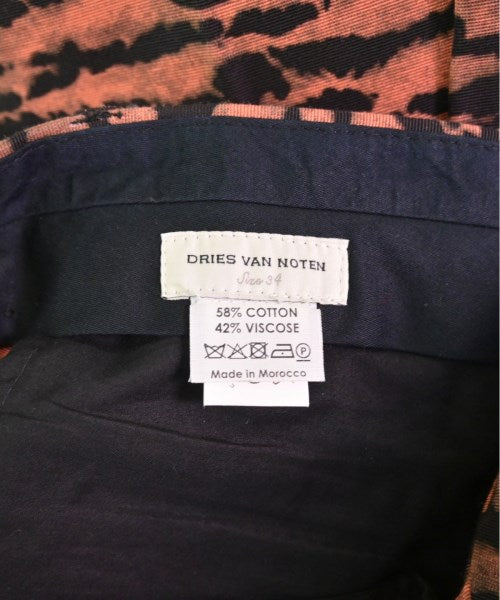 DRIES VAN NOTEN
Size 34
58% COTTON
42% VISCOSE
P
Made in Morocco